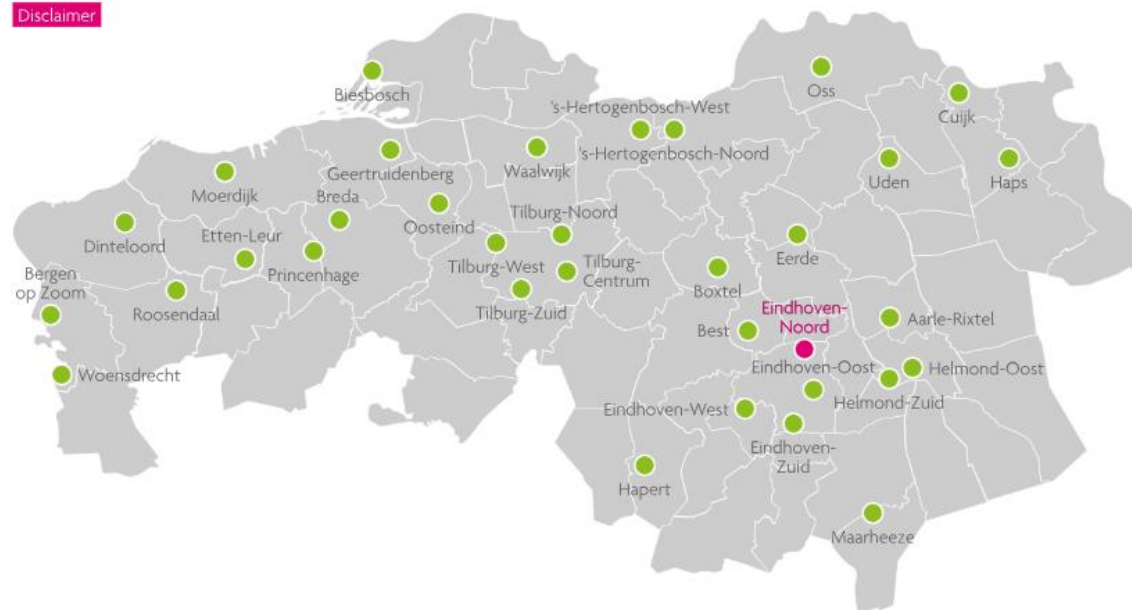 Disclaimer
Biesbosch
Oss
Cuijk
's-Hertogenbosch-West
's-Hertogenbosch-Noord
Geertruidenberg
Waalwijk
Uden
Haps
Moerdijk
Breda
Oosteind
Tilburg-Noord
Dinteloord
Etten-Leur
Princenhage
Tilburg-West
Tilburg-
Centrum
Eerde
Bergen
op Zoom
Roosendaal
Tilburg-Zuid
Boxtel
Eindhoven-
Noord
Aarle-Rixtel
Best
Woensdrecht
Eindhoven-Oost
Helmond-Oost
Helmond-Zuid
Eindhoven-West
Eindhoven-
Zuid
Hapert
Maarheeze